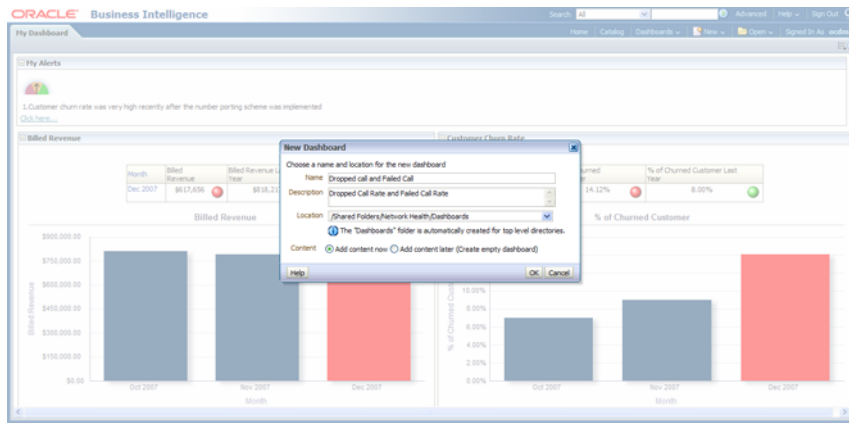 ORACLE Business Intelligence
Search All Advanced Help Sign Out
My Dashboard
Home Catalog Dashboards New Open Signed In As
My Alerts
1.Customer churn rate was very high recently after the number porting scheme was implemented
Click here...
Billed Revenue
Customer Churn Rate
Month Billed Revenue Billed Revenue Year
Dec 2007 $617,656
Billed Revenue
$900,000.00
$750,000.00
$600,000.00
$450,000.00
$300,000.00
$150,000.00
$0.00
Billed Revenue
Oct 2007 Nov 2007 Dec 2007
Month
New Dashboard
Choose a name and location for the new dashboard
Name Dropped call and Failed Call
Description Dropped Call Rate and Failed Call Rate
Location /Shared Folders/Network Health/Dashboards
The "Dashboards" folder is automatically created for top level directories.
Content Add content now Add content later (Create empty dashboard)
Help OK Cancel
% of Churned Customer Last Year
14.12% 8.00%
% of Churned Customer
10.00%
8.00%
6.00%
4.00%
2.00%
0.00%
Oct 2007 Nov 2007 Dec 2007
Month